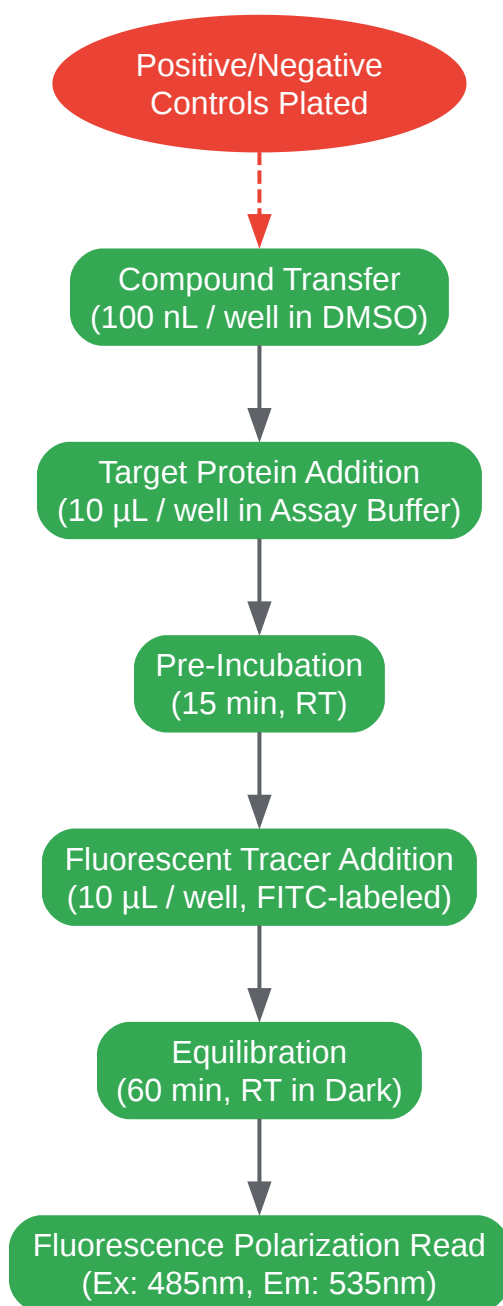 Positive/Negative
Controls Plated
Compound Transfer
(100 nL / well in DMSO)
Target Protein Addition
(10 µL / well in Assay Buffer)
Pre-Incubation
(15 min, RT)
Fluorescent Tracer Addition
(10 µL / well, FITC-labeled)
Equilibration
(60 min, RT in Dark)
Fluorescence Polarization Read
(Ex: 485nm, Em: 535nm)